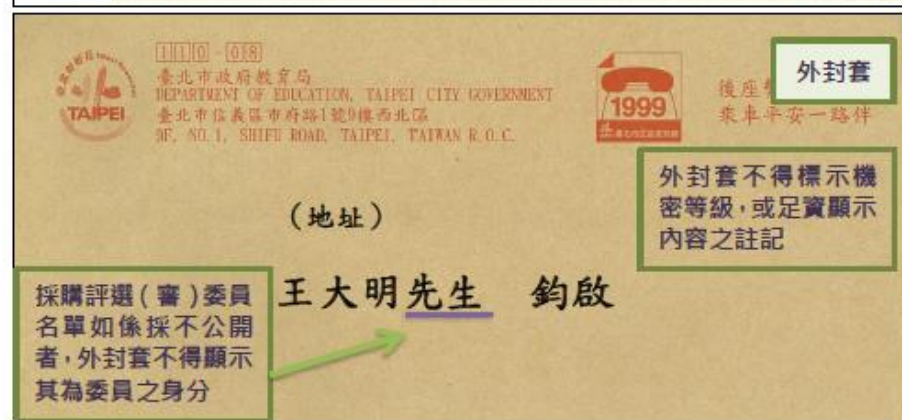 110-018
臺北市政府教育局
DEPARTMENT OF EDUCATION, TAIPEI CITY GOVERNMENT
臺北市信義區市府路1號9樓西北區
9F, NO.1, SHIFU ROAD, TAIPEI, TAIWAN R.O.C.
TAIPEI
1999
後座
乘車平安一路伴
外封套
外封套不得標示機
密等級，或足資顯示
內容之註記
（地址）
王大明先生 鈞啟
採購評選（審）委員
名單如係採不公開
者，外封套不得顯示
其為委員之身分